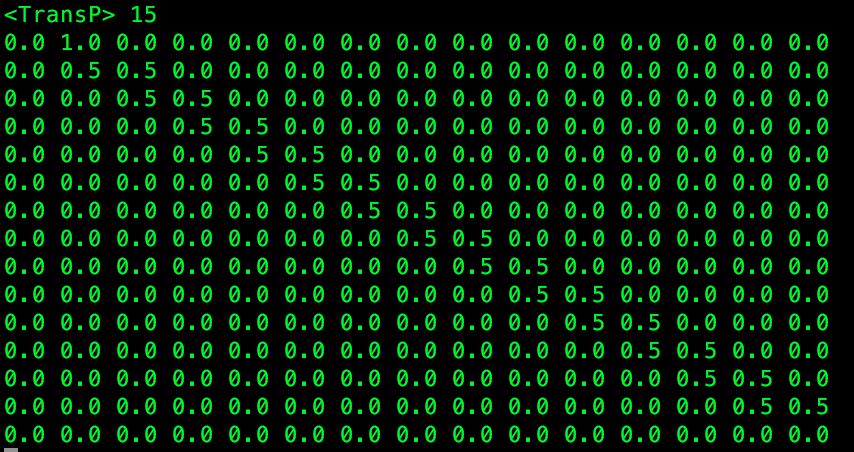 <TransP> 15
0.0 1.0 0.0 0.0 0.0 0.0 0.0 0.0 0.0 0.0 0.0 0.0 0.0 0.0 0.0
0.0 0.5 0.5 0.0 0.0 0.0 0.0 0.0 0.0 0.0 0.0 0.0 0.0 0.0 0.0
0.0 0.0 0.5 0.5 0.0 0.0 0.0 0.0 0.0 0.0 0.0 0.0 0.0 0.0 0.0
0.0 0.0 0.0 0.5 0.5 0.0 0.0 0.0 0.0 0.0 0.0 0.0 0.0 0.0 0.0
0.0 0.0 0.0 0.0 0.5 0.5 0.0 0.0 0.0 0.0 0.0 0.0 0.0 0.0 0.0
0.0 0.0 0.0 0.0 0.0 0.5 0.5 0.0 0.0 0.0 0.0 0.0 0.0 0.0 0.0
0.0 0.0 0.0 0.0 0.0 0.0 0.5 0.5 0.0 0.0 0.0 0.0 0.0 0.0 0.0
0.0 0.0 0.0 0.0 0.0 0.0 0.0 0.5 0.5 0.0 0.0 0.0 0.0 0.0 0.0
0.0 0.0 0.0 0.0 0.0 0.0 0.0 0.0 0.5 0.5 0.0 0.0 0.0 0.0 0.0
0.0 0.0 0.0 0.0 0.0 0.0 0.0 0.0 0.0 0.5 0.5 0.0 0.0 0.0 0.0
0.0 0.0 0.0 0.0 0.0 0.0 0.0 0.0 0.0 0.0 0.5 0.5 0.0 0.0 0.0
0.0 0.0 0.0 0.0 0.0 0.0 0.0 0.0 0.0 0.0 0.0 0.5 0.5 0.0 0.0
0.0 0.0 0.0 0.0 0.0 0.0 0.0 0.0 0.0 0.0 0.0 0.0 0.5 0.5 0.0
0.0 0.0 0.0 0.0 0.0 0.0 0.0 0.0 0.0 0.0 0.0 0.0 0.0 0.5 0.5
0.0 0.0 0.0 0.0 0.0 0.0 0.0 0.0 0.0 0.0 0.0 0.0 0.0 0.0 0.0